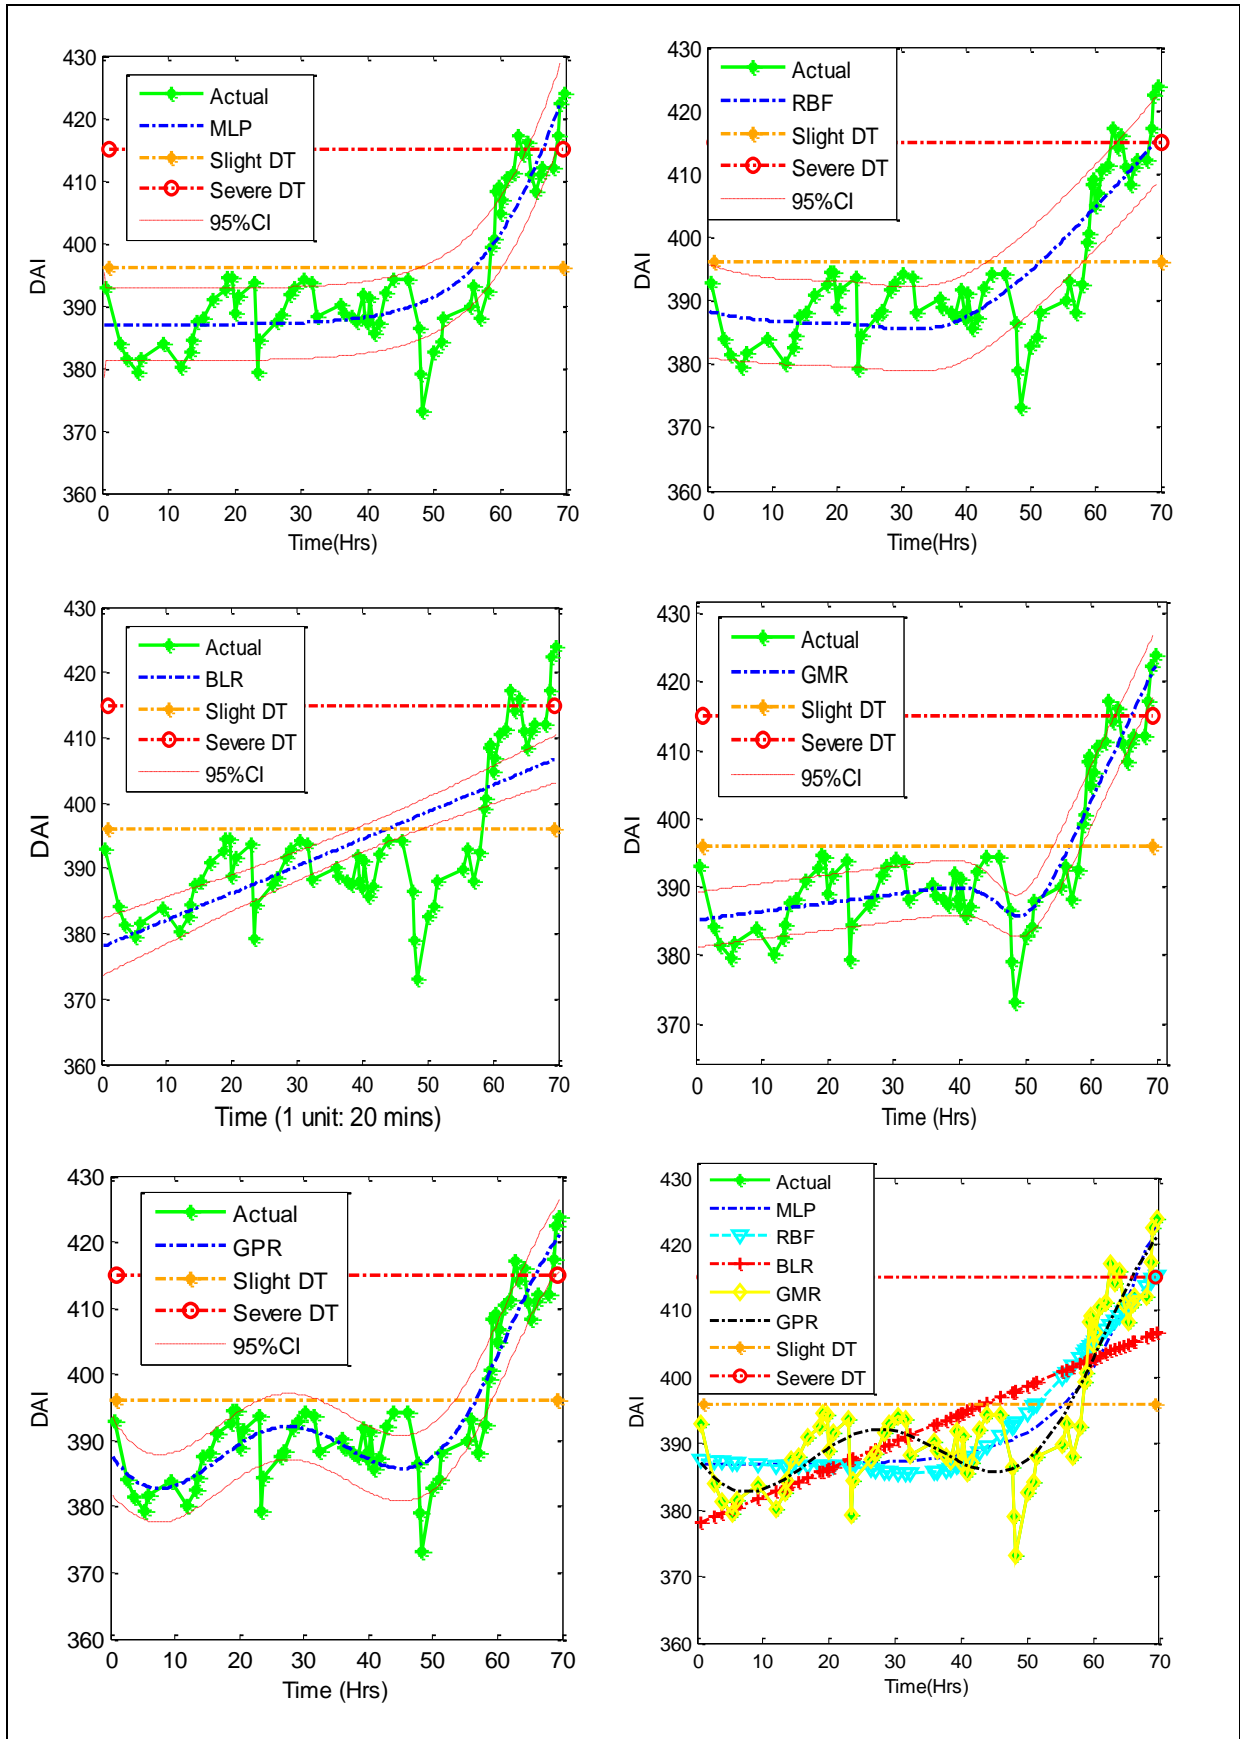 430
420
410
400
390
380
370
360
DAI
Actual
MLP
Slight DT
Severe DT
95%CI
0 10 20 30 40 50 60 70
Time(Hrs)
430
420
410
400
390
380
370
360
DAI
Actual
RBF
Slight DT
Severe DT
95%CI
0 10 20 30 40 50 60 70
Time(Hrs)
430
420
410
400
390
380
370
360
DAI
Actual
BLR
Slight DT
Severe DT
95%CI
0 10 20 30 40 50 60 70
Time (1 unit: 20 mins)
430
420
410
400
390
380
370
DAI
Actual
GMR
Slight DT
Severe DT
95%CI
0 10 20 30 40 50 60 70
Time (Hrs)
430
420
410
400
390
380
370
360
DAI
Actual
GPR
Slight DT
Severe DT
95%CI
0 10 20 30 40 50 60 70
Time (Hrs)
430
420
410
400
390
380
370
360
DAI
Actual
MLP
RBF
BLR
GMR
GPR
Slight DT
Severe DT
0 10 20 30 40 50 60 70
Time(Hrs)